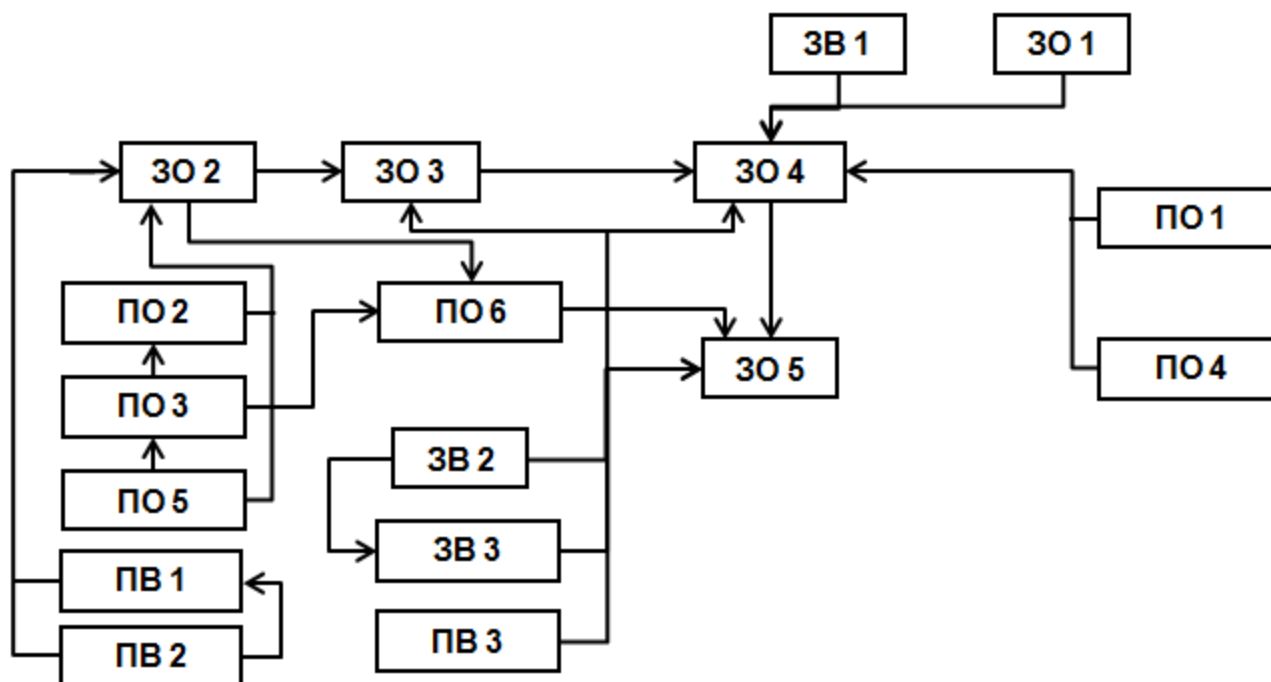 ЗВ 1
ЗО 1
ЗО 2
ЗО 3
ЗО 4
ПО 1
ПО 2
ПО 6
ЗО 5
ПО 4
ПО 3
ЗВ 2
ПО 5
ЗВ 3
ПВ 1
ПВ 3
ПВ 2